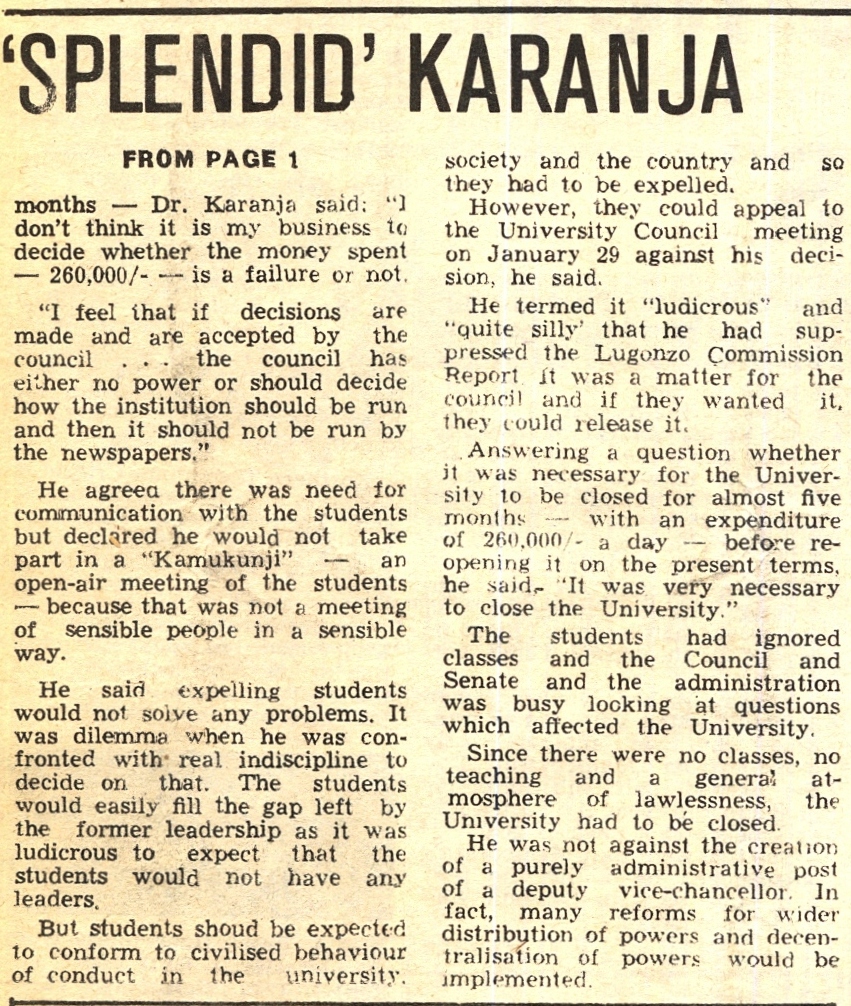 ‘SPLENDID’ KARANJA
FROM PAGE 1
months — Dr. Karanja said: “I
don't think it is my business to
decide whether the money spent
— 260,000/- — is a failure or not.
“I feel that if decisions are
made and are accepted by the
council . . . the council has
either no power or should decide
how the institution should be run
and then it should not be run by
the newspapers.”
He agreed there was need for
communication with the students
but declared he would not take
part in a “Kamukunji” — an
open-air meeting of the students
— because that was not a meeting
of sensible people in a sensible
way.
He said expelling students
would not solve any problems. It
was dilemma when he was con-
fronted with real indiscipline to
decide on that. The students
would easily fill the gap left by
the former leadership as it was
ludicrous to expect that the
students would not have any
leaders.
But students shoud be expected
to conform to civilised behaviour
of conduct in the university.
society and the country and so
they had to be expelled.
However, they could appeal to
the University Council meeting
on January 29 against his deci-
sion, he said.
He termed it “ludicrous” and
“quite silly’ that he had sup-
pressed the Lugonzo Commission
Report it was a matter for the
council and if they wanted it,
they could release it.
Answering a question whether
it was necessary for the Univer-
sity to be closed for almost five
months — with an expenditure
of 260,000/- a day — before re-
opening it on the present terms,
he said,- “It was very necessary
to close the University.”
The students had ignored
classes and the Council and
Senate and the administration
was busy looking at questions
which affected the University.
Since there were no classes, no
teaching and a general at-
mosphere of lawlessness, the
University had to be closed.
He was not against the creation
of a purely administrative post
of a deputy vice-chancellor. In
fact, many reforms for wider
distribution of powers and decen-
tralisation of powers would be
implemented.